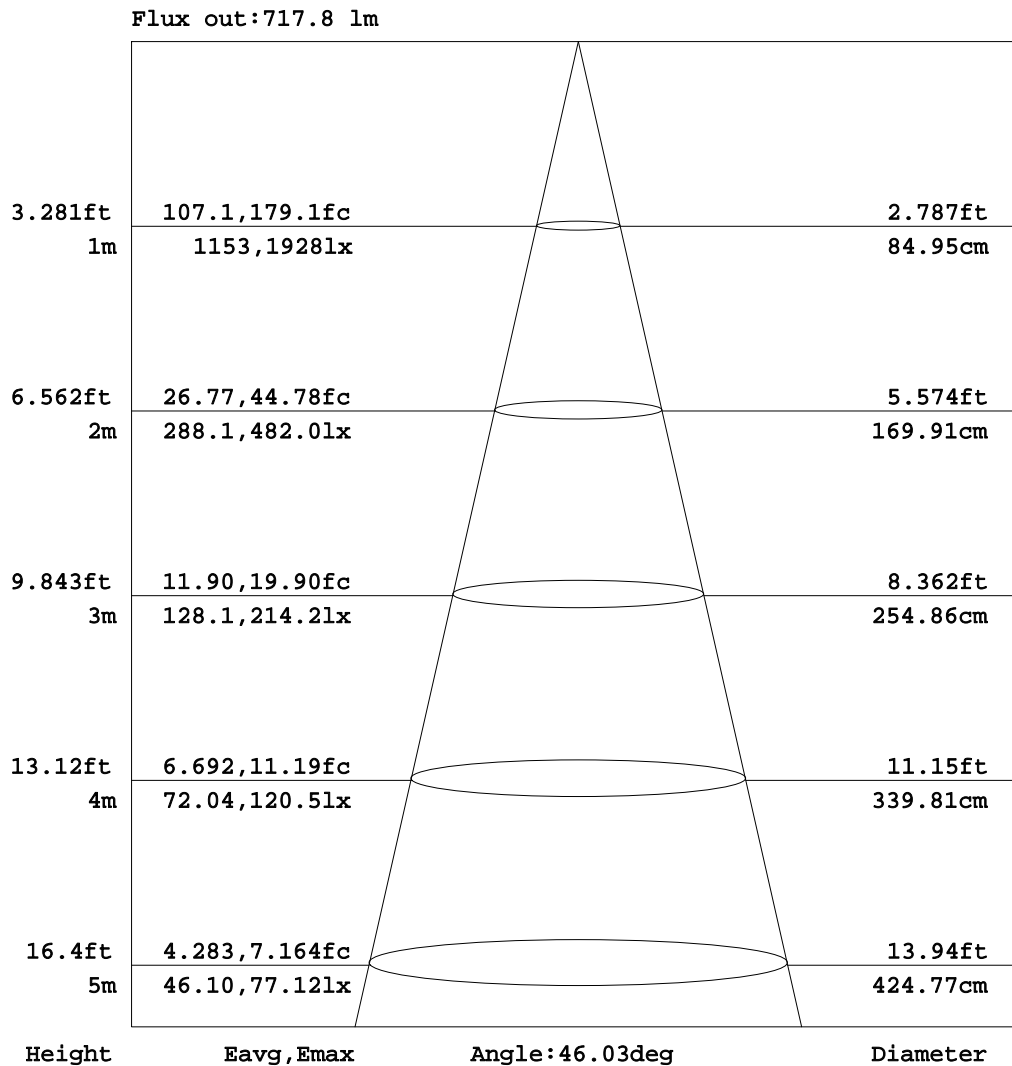 Flux out:717.8 lm
3.281ft 107.1,179.1fc 2.787ft
1m 1153,1928lx 84.95cm
6.562ft 26.77,44.78fc 5.574ft
2m 288.1,482.0lx 169.91cm
9.843ft 11.90,19.90fc 8.362ft
3m 128.1,214.2lx 254.86cm
13.12ft 6.692,11.19fc 11.15ft
4m 72.04,120.5lx 339.81cm
16.4ft 4.283,7.164fc 13.94ft
5m 46.10,77.12lx 424.77cm
Height Eavg,Emax Angle:46.03deg Diameter